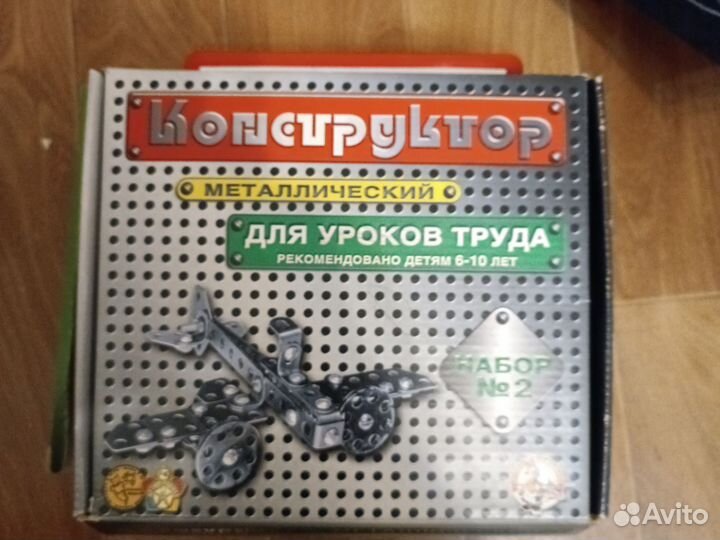 Конструктор
МЕТАЛЛИЧЕСКИЙ
ДЛЯ УРОКОВ ТРУДА
РЕКОМЕНДОВАНО ДЕТЯМ 6-10 ЛЕТ
НАБОР
№2
Avito